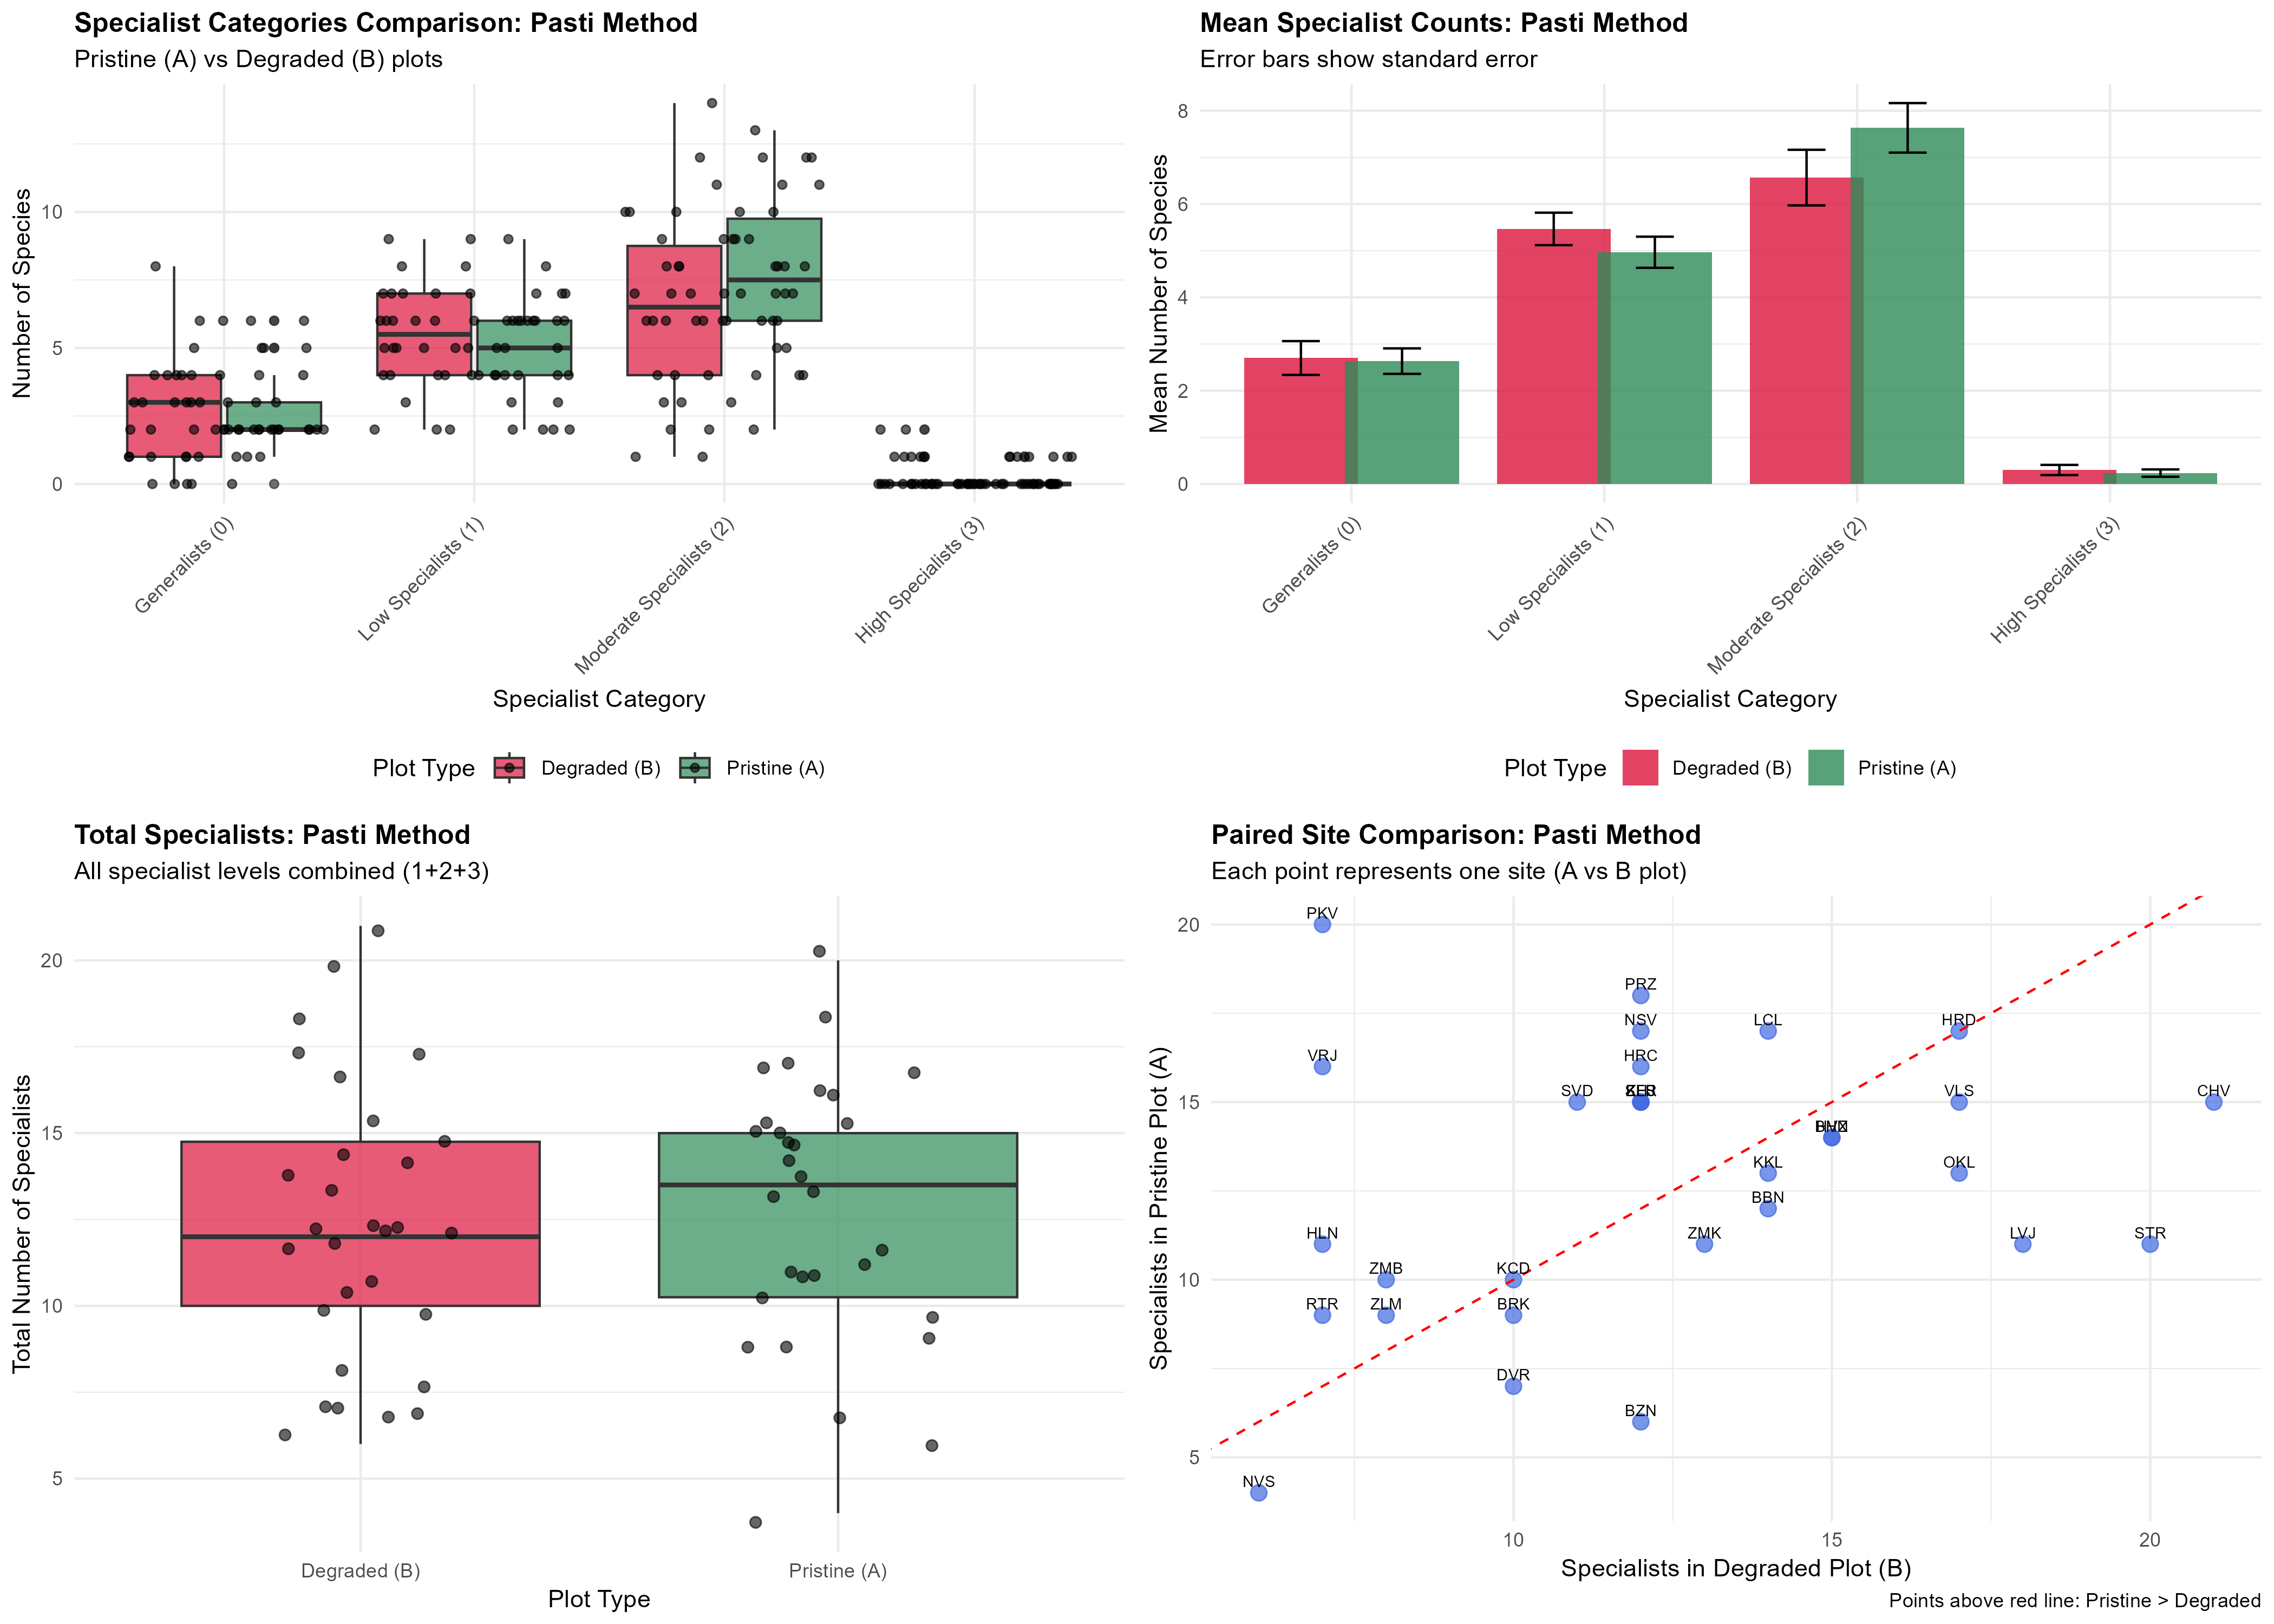 Specialist Categories Comparison: Pasti Method
Pristine (A) vs Degraded (B) plots
Number of Species
10
5
0
Generalists (0)
Low Specialists (1)
Moderate Specialists (2)
High Specialists (3)
Specialist Category
Plot Type
Degraded (B)
Pristine (A)
Mean Specialist Counts: Pasti Method
Error bars show standard error
Mean Number of Species
8
6
4
2
0
Generalists (0)
Low Specialists (1)
Moderate Specialists (2)
High Specialists (3)
Specialist Category
Plot Type
Degraded (B)
Pristine (A)
Total Specialists: Pasti Method
All specialist levels combined (1+2+3)
Total Number of Specialists
20
15
10
5
Degraded (B)
Pristine (A)
Plot Type
Paired Site Comparison: Pasti Method
Each point represents one site (A vs B plot)
Specialists in Pristine Plot (A)
20
15
10
5
PKV
PRZ
NSV
LCL
HRD
VRJ
HRC
SVD
VLS
CHV
KKL
OKL
BBN
HLN
ZMK
LVJ
STR
ZMB
KCD
RTR
ZLM
BRK
DVR
BZN
NVS
10
15
20
Specialists in Degraded Plot (B)
Points above red line: Pristine > Degraded